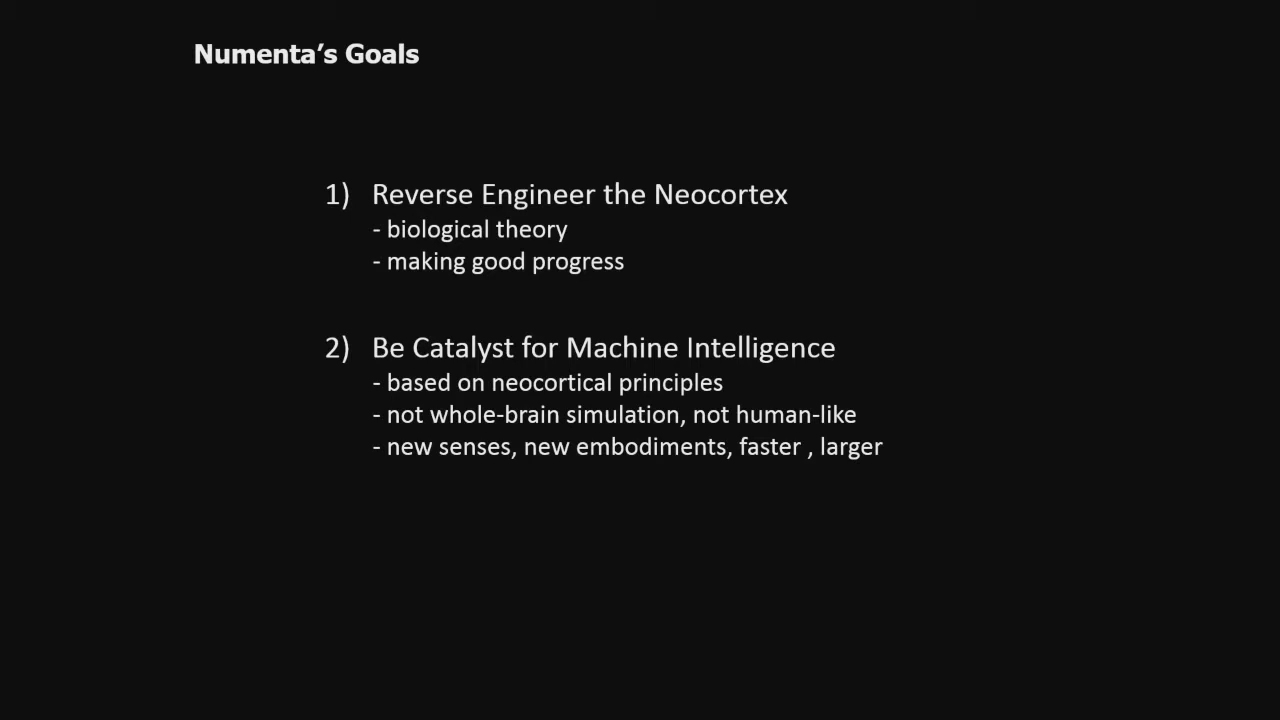 Numenta’s Goals
1) Reverse Engineer the Neocortex
- biological theory
- making good progress
2) Be Catalyst for Machine Intelligence
- based on neocortical principles
- not whole-brain simulation, not human-like
- new senses, new embodiments, faster , larger